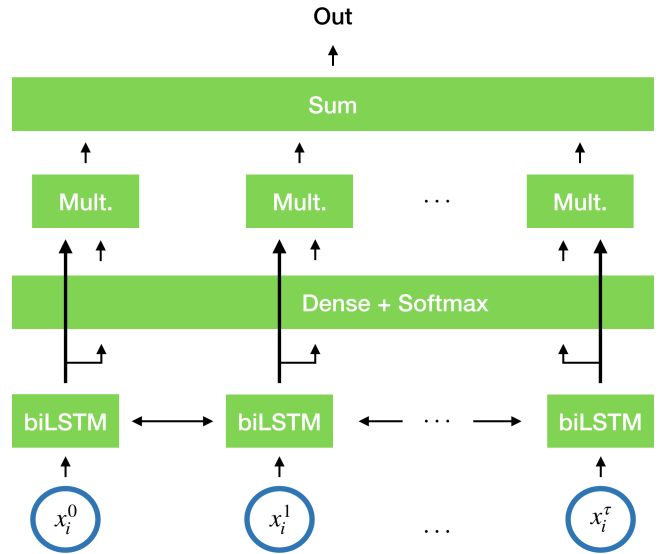 Out
Sum
Mult. Mult. ... Mult.
Dense + Softmax
biLSTM biLSTM ... biLSTM
x_i^0 x_i^1 ... x_i^τ